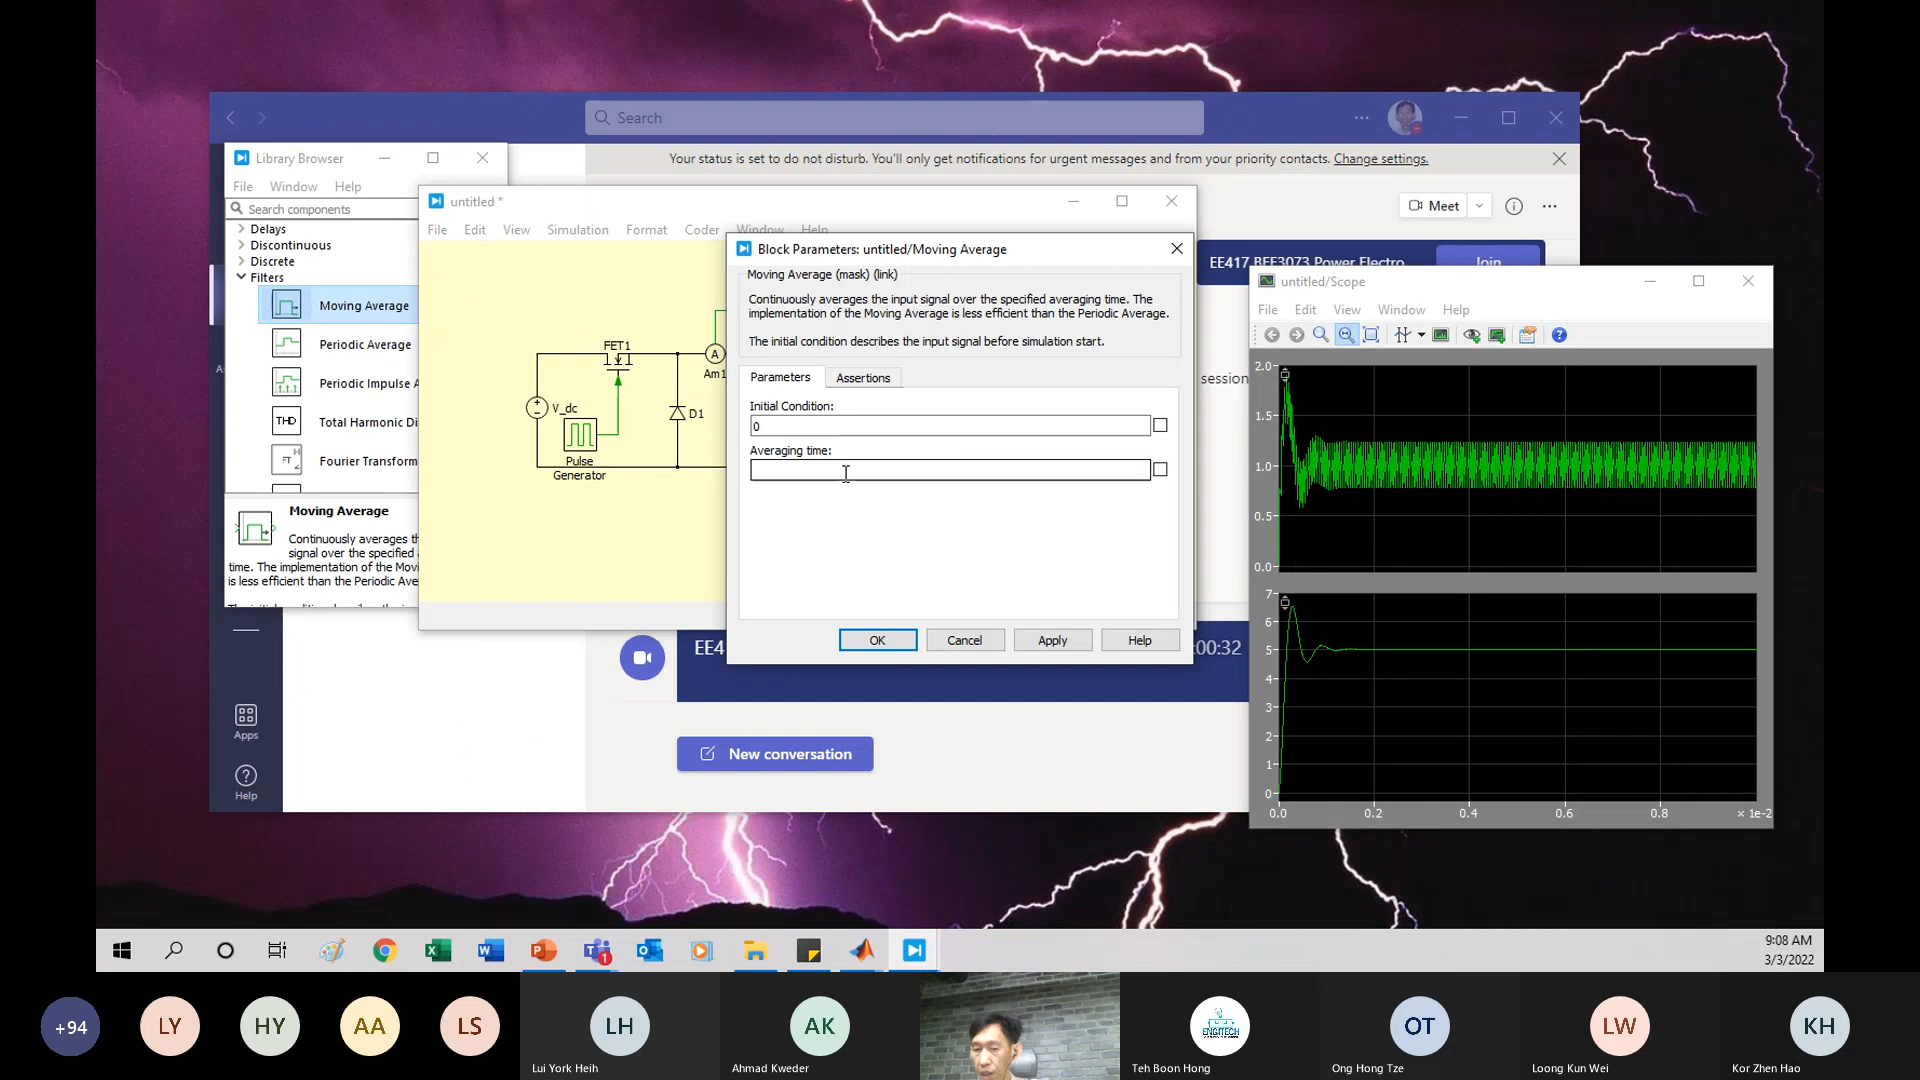 Search
Your status is set to do not disturb. You'll only get notifications for urgent messages and from your priority contacts. Change settings.
Library Browser
File Window Help
Search components
Delays
Discontinuous
Discrete
Filters
Moving Average
Periodic Average
Periodic Impulse A
THD Total Harmonic Di
FT Fourier Transform
Moving Average
Continuously averages th
signal over the specified
time. The implementation of the Movi
is less efficient than the Periodic Ave
untitled *
File Edit View Simulation Format Coder Window Help
FET1
A
Am1
V_dc
D1
Pulse
Generator
Block Parameters: untitled/Moving Average
Moving Average (mask) (link)
Continuously averages the input signal over the specified averaging time. The
implementation of the Moving Average is less efficient than the Periodic Average.
The initial condition describes the input signal before simulation start.
Parameters Assertions
Initial Condition:
0
Averaging time:
OK Cancel Apply Help
Meet
EE417 BEE3073 Power Electro
Join
session
EE4
:00:32
New conversation
Apps
Help
untitled/Scope
File Edit View Window Help
2.0
1.5
1.0
0.5
0.0
7
6
5
4
3
2
1
0
0.0 0.2 0.4 0.6 0.8 × 1e-2
1
9:08 AM
3/3/2022
+94 LY HY AA LS LH AK ENGITECH OT LW KH
Lui York Heih Ahmad Kweder Teh Boon Hong Ong Hong Tze Loong Kun Wei Kor Zhen Hao